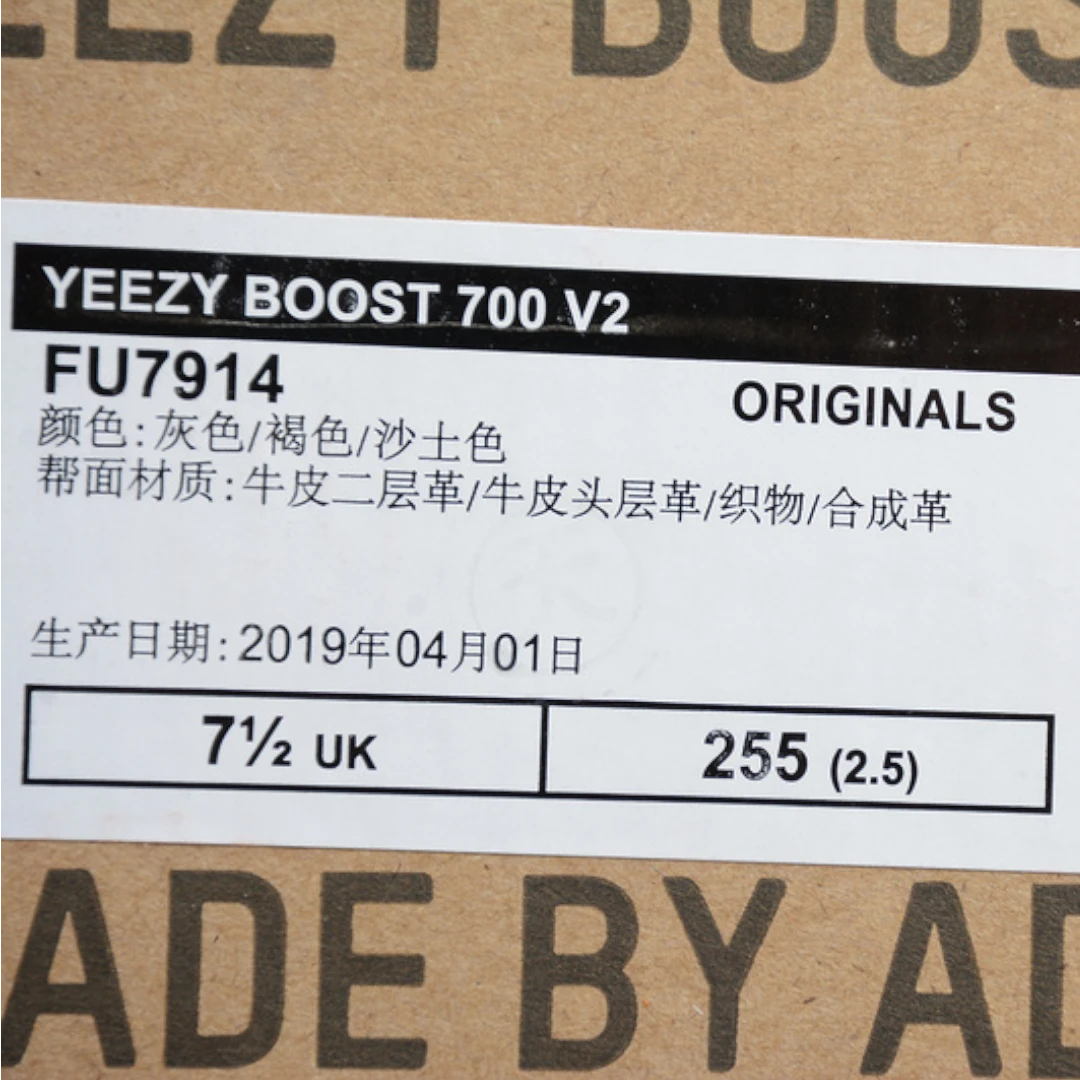 EEZY BOOS
YEEZY BOOST 700 V2
FU7914
ORIGINALS
颜色:灰色/褐色/沙土色
帮面材质:牛皮二层革/牛皮头层革/织物/合成革
生产日期:2019年04月01日
7½ UK
255 (2.5)
ADE BY AD